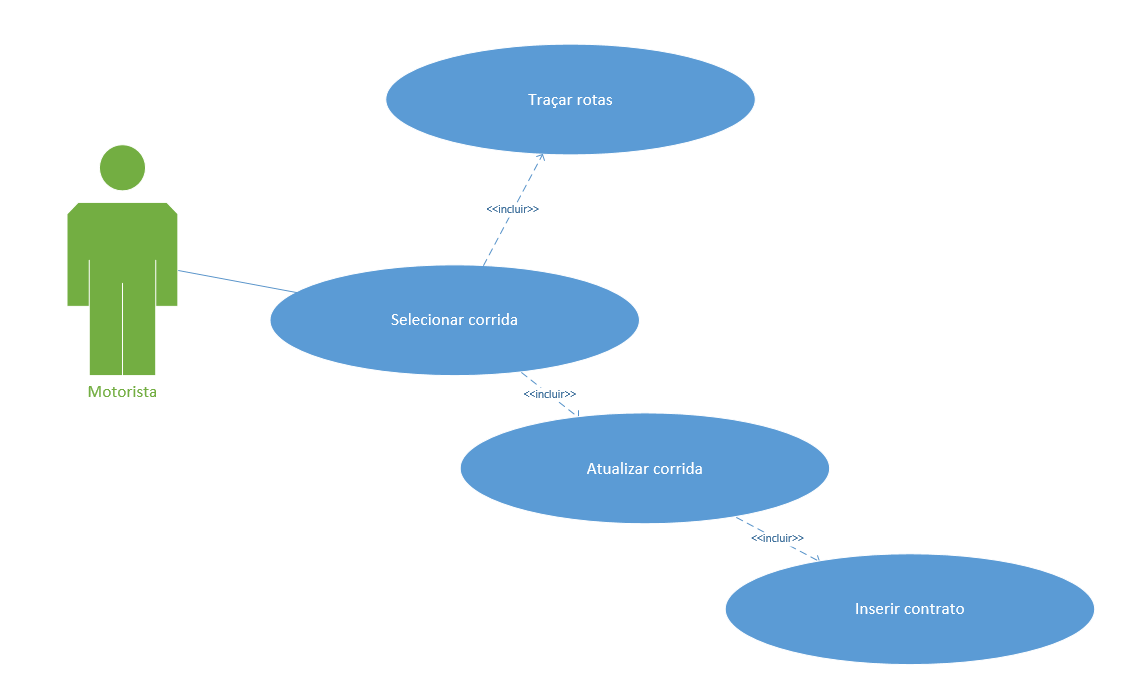 Traçar rotas
<<incluir>>
Selecionar corrida
Motorista
<<incluir>>
Atualizar corrida
<<incluir>>
Inserir contrato